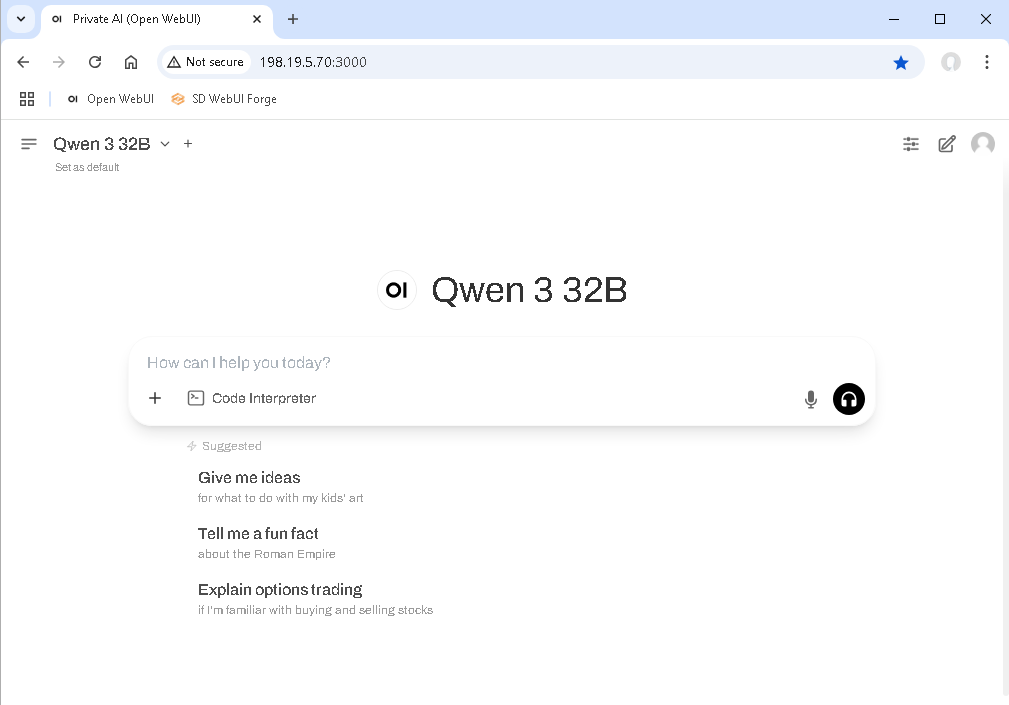 OI Private AI (Open WebUI)
Not secure 198.19.5.70:3000
OI Open WebUI SD WebUI Forge
Qwen 3 32B
Set as default
OI Qwen 3 32B
How can I help you today?
Code Interpreter
Suggested
Give me ideas
for what to do with my kids' art
Tell me a fun fact
about the Roman Empire
Explain options trading
if I'm familiar with buying and selling stocks